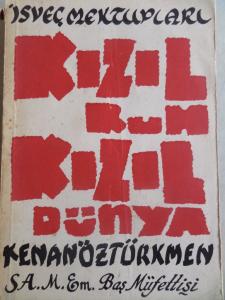 İSVEÇ MEKTUPLARI
KIZIL
RUH
KIZIL
DÜNYA
KENAN ÖZTÜRKMEN
S.A.M.Em. Baş Müfettişi